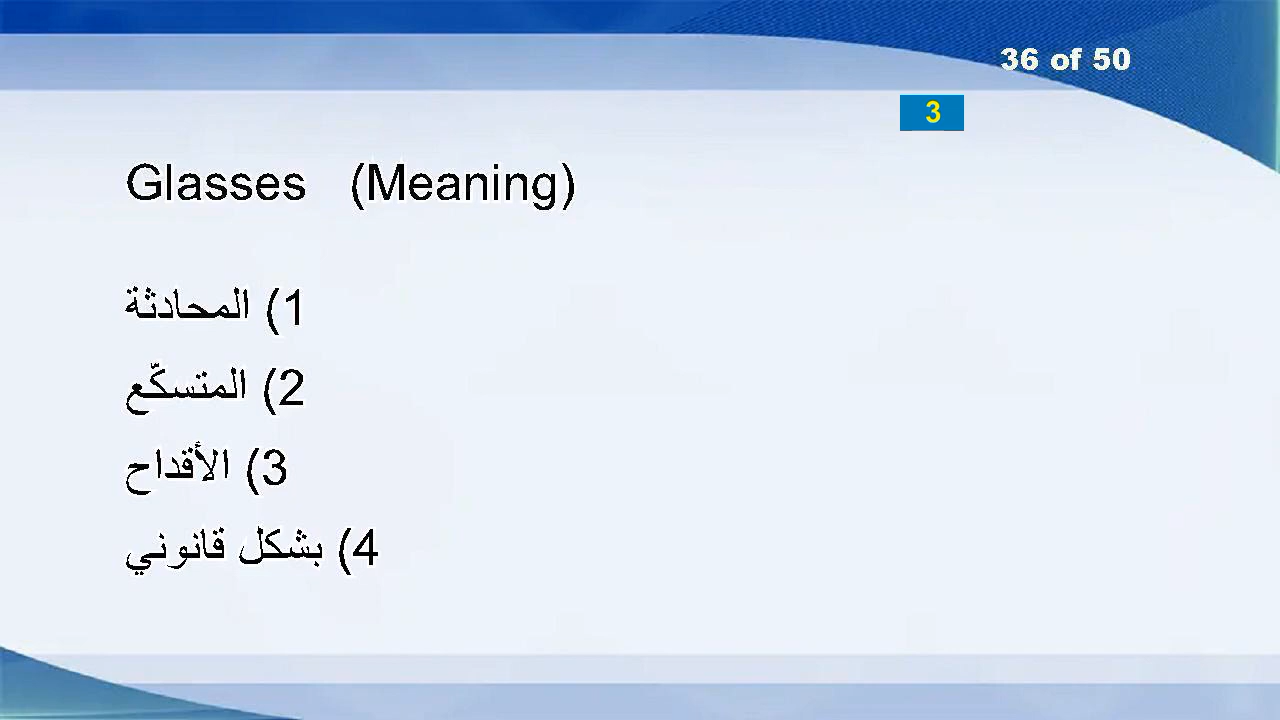 36 of 50
3
Glasses (Meaning)
1) المحادثة
2) المتسكّع
3) الأقداح
4) بشكل قانوني